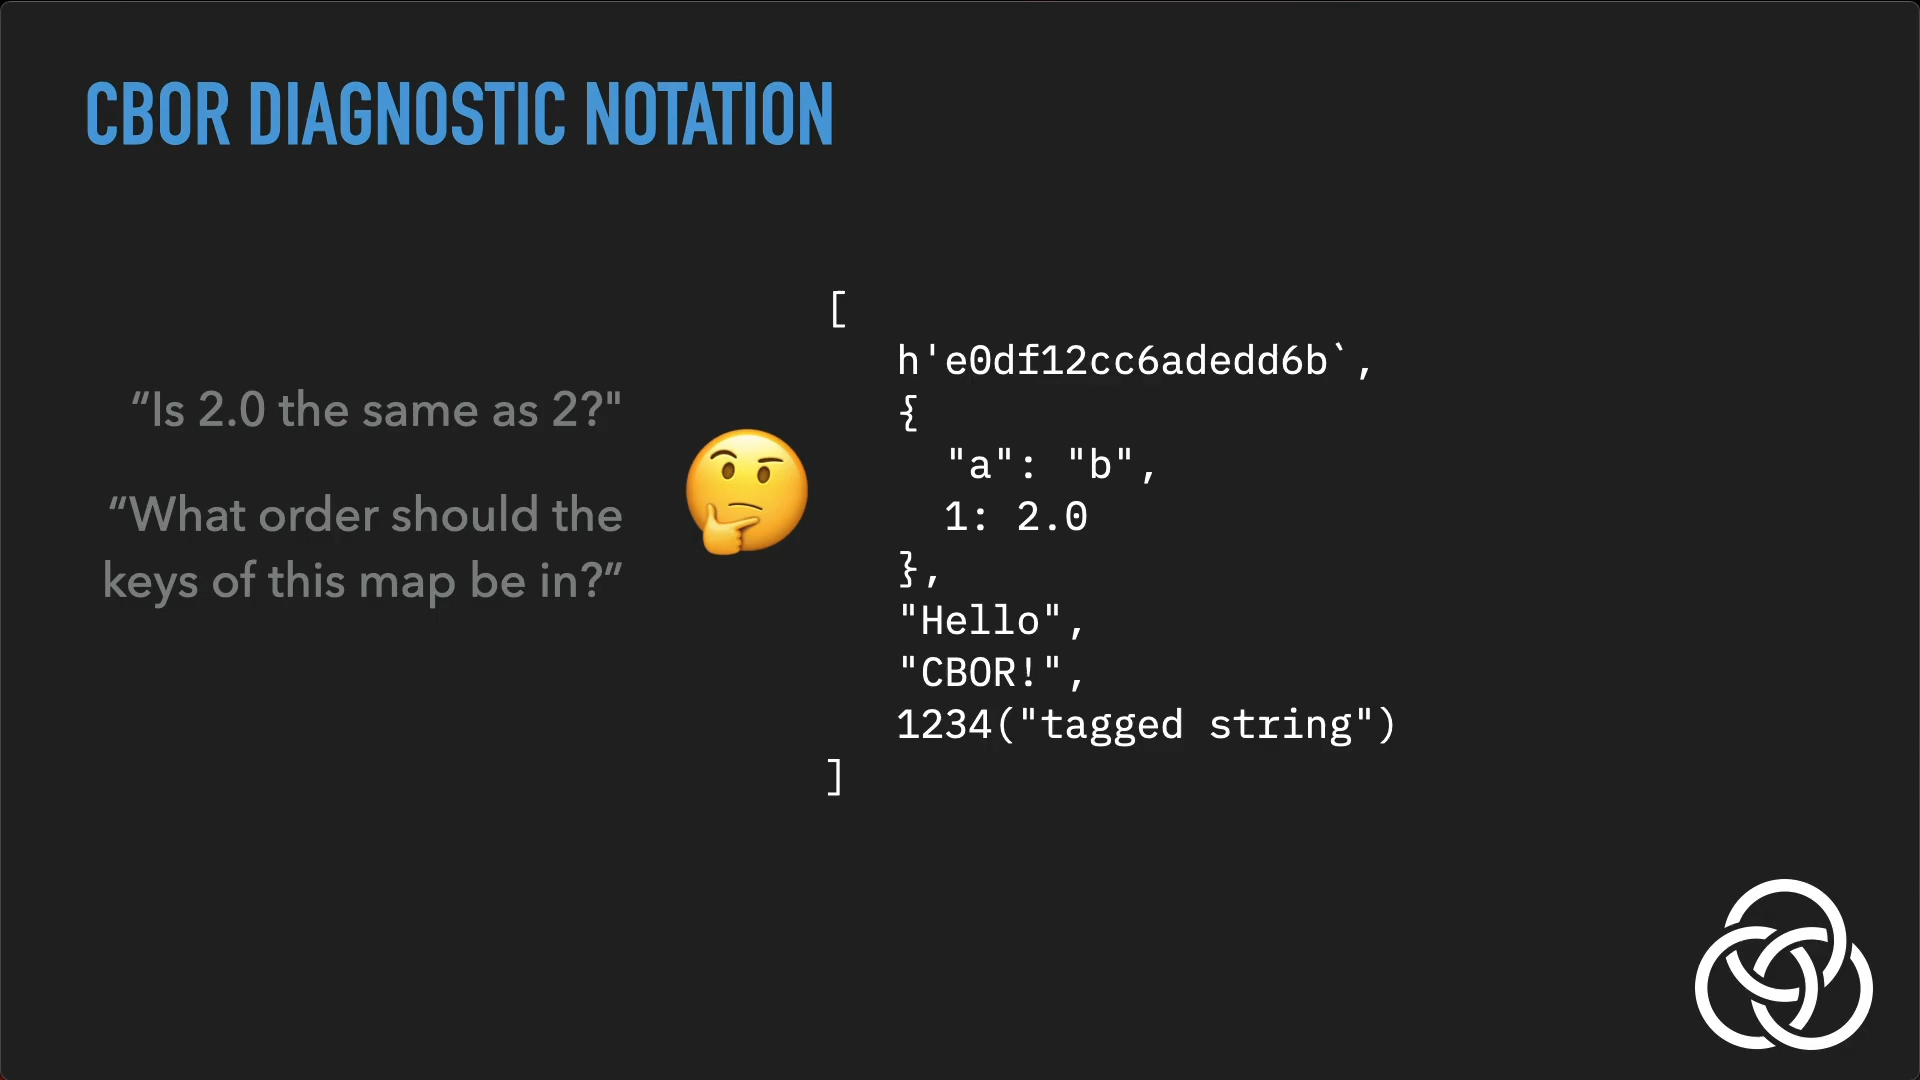 CBOR DIAGNOSTIC NOTATION
“Is 2.0 the same as 2?"
“What order should the
keys of this map be in?”
[
h'e0df12cc6adedd6b`,
{
"a": "b",
1: 2.0
},
"Hello",
"CBOR!",
1234("tagged string")
]